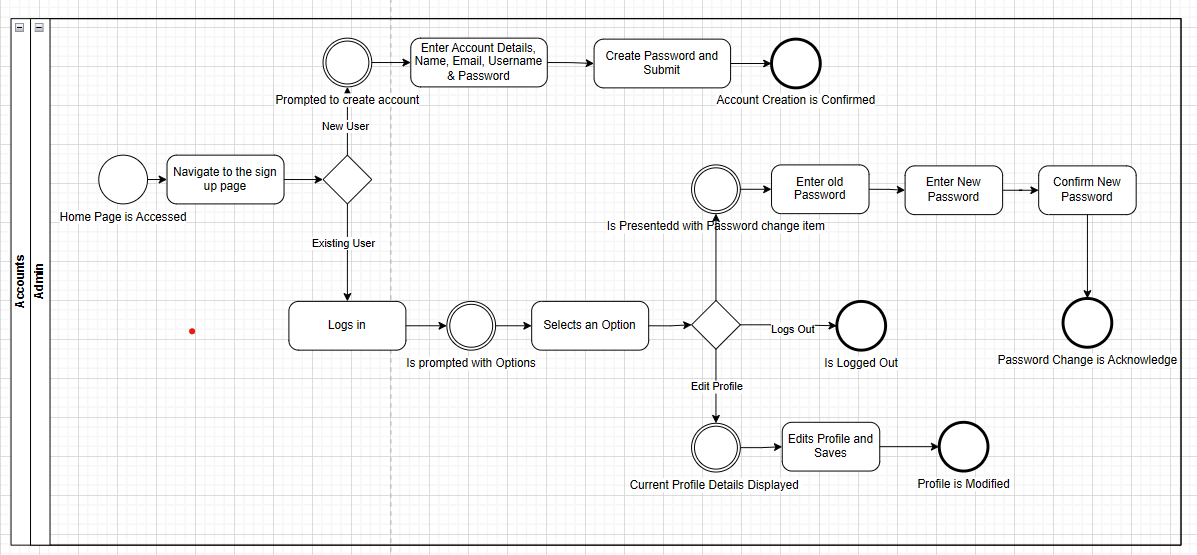 Accounts
Admin
Enter Account Details,
Name, Email, Username
& Password
Create Password and
Submit
Prompted to create account
Account Creation is Confirmed
New User
Navigate to the sign
up page
Home Page is Accessed
Enter old
Password
Enter New
Password
Confirm New
Password
Is Presentedd with Password change item
Existing User
Logs in
Selects an Option
Logs Out
Is prompted with Options
Is Logged Out
Password Change is Acknowledge
Edit Profile
Edits Profile and
Saves
Current Profile Details Displayed
Profile is Modified